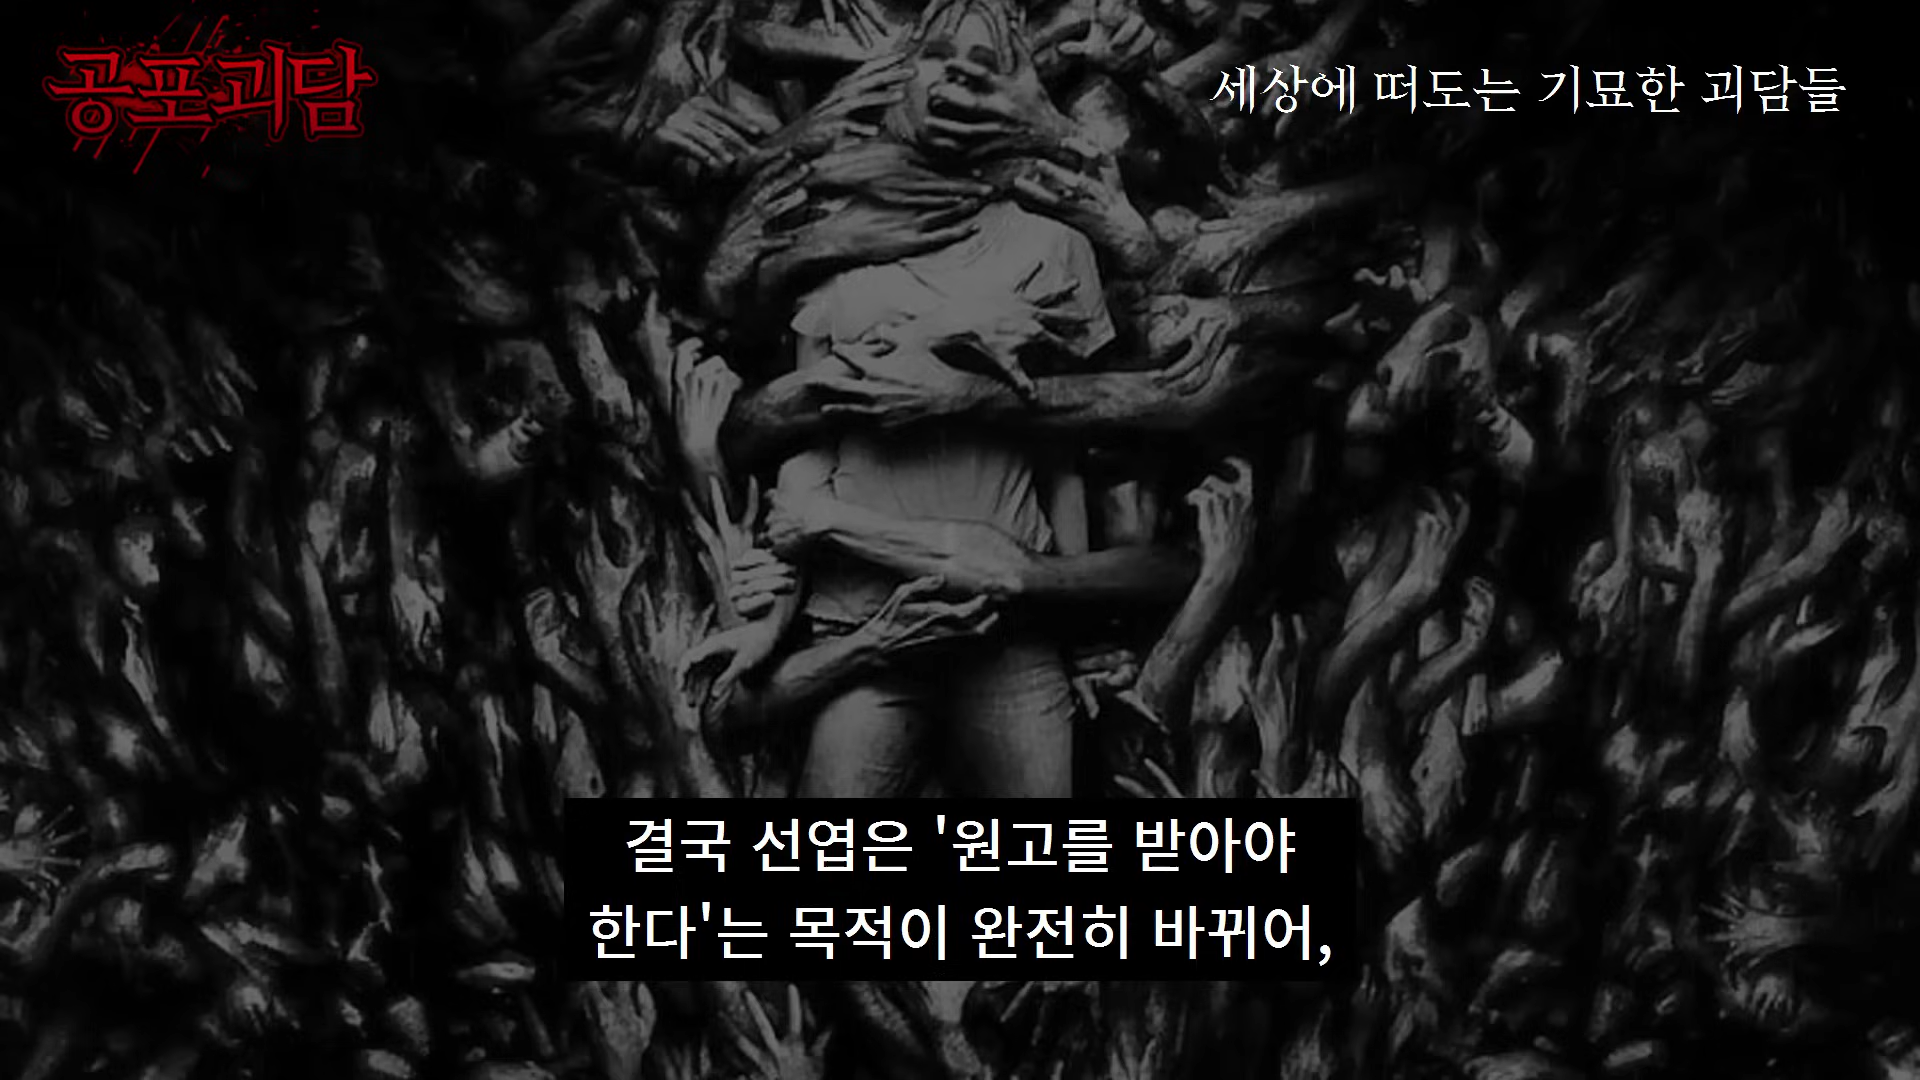 공포괴담
세상에 떠도는 기묘한 괴담들
결국 선엽은 '원고를 받아야
한다'는 목적이 완전히 바뀌어,